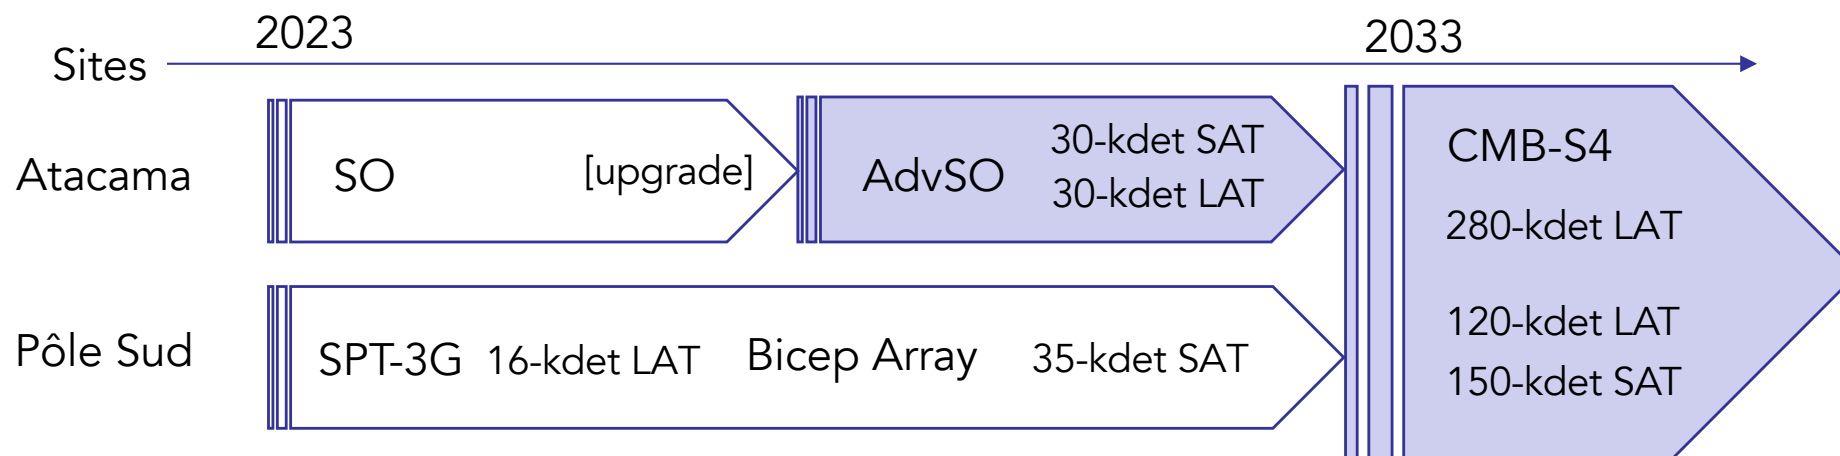 2023
2033
Sites
Atacama
SO
[upgrade]
AdvSO
30-kdet SAT
30-kdet LAT
CMB-S4
280-kdet LAT
Pôle Sud
SPT-3G 16-kdet LAT
Bicep Array
35-kdet SAT
120-kdet LAT
150-kdet SAT